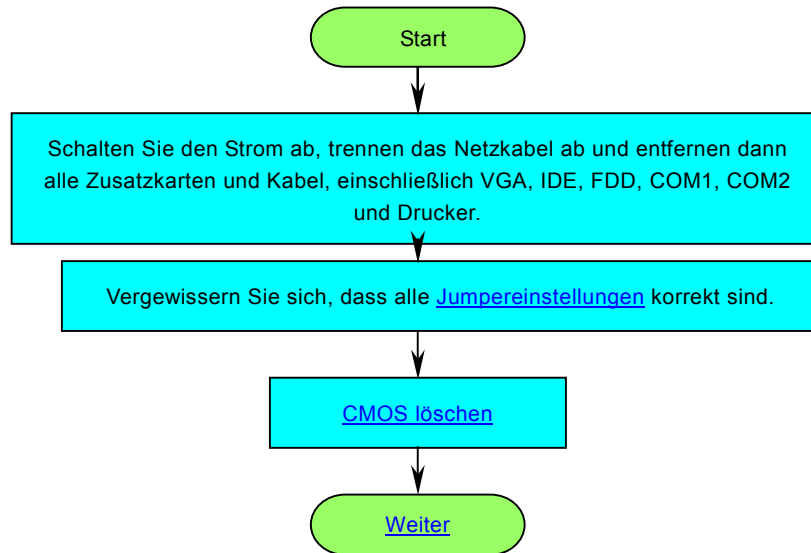 Start
Schalten Sie den Strom ab, trennen das Netzkabel ab und entfernen dann
alle Zusatzkarten und Kabel, einschließlich VGA, IDE, FDD, COM1, COM2
und Drucker.
Vergewissern Sie sich, dass alle Jumpereinstellungen korrekt sind.
CMOS löschen
Weiter